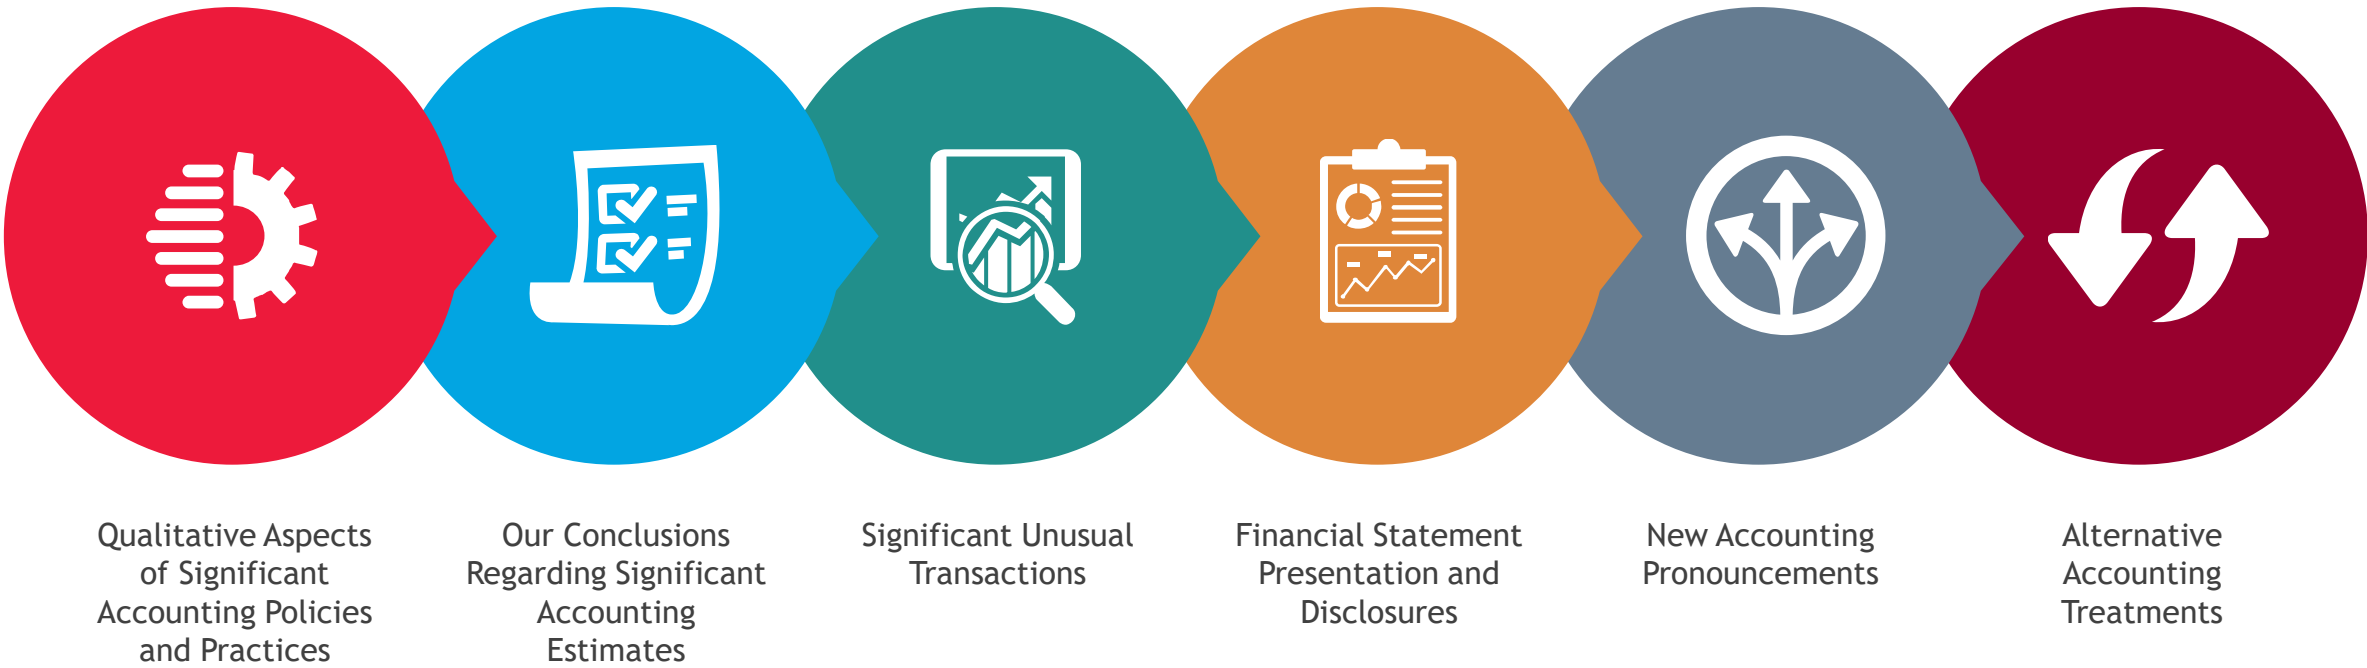 Qualitative Aspects
of Significant
Accounting Policies
and Practices
Our Conclusions
Regarding Significant
Accounting
Estimates
Significant Unusual
Transactions
Financial Statement
Presentation and
Disclosures
New Accounting
Pronouncements
Alternative
Accounting
Treatments